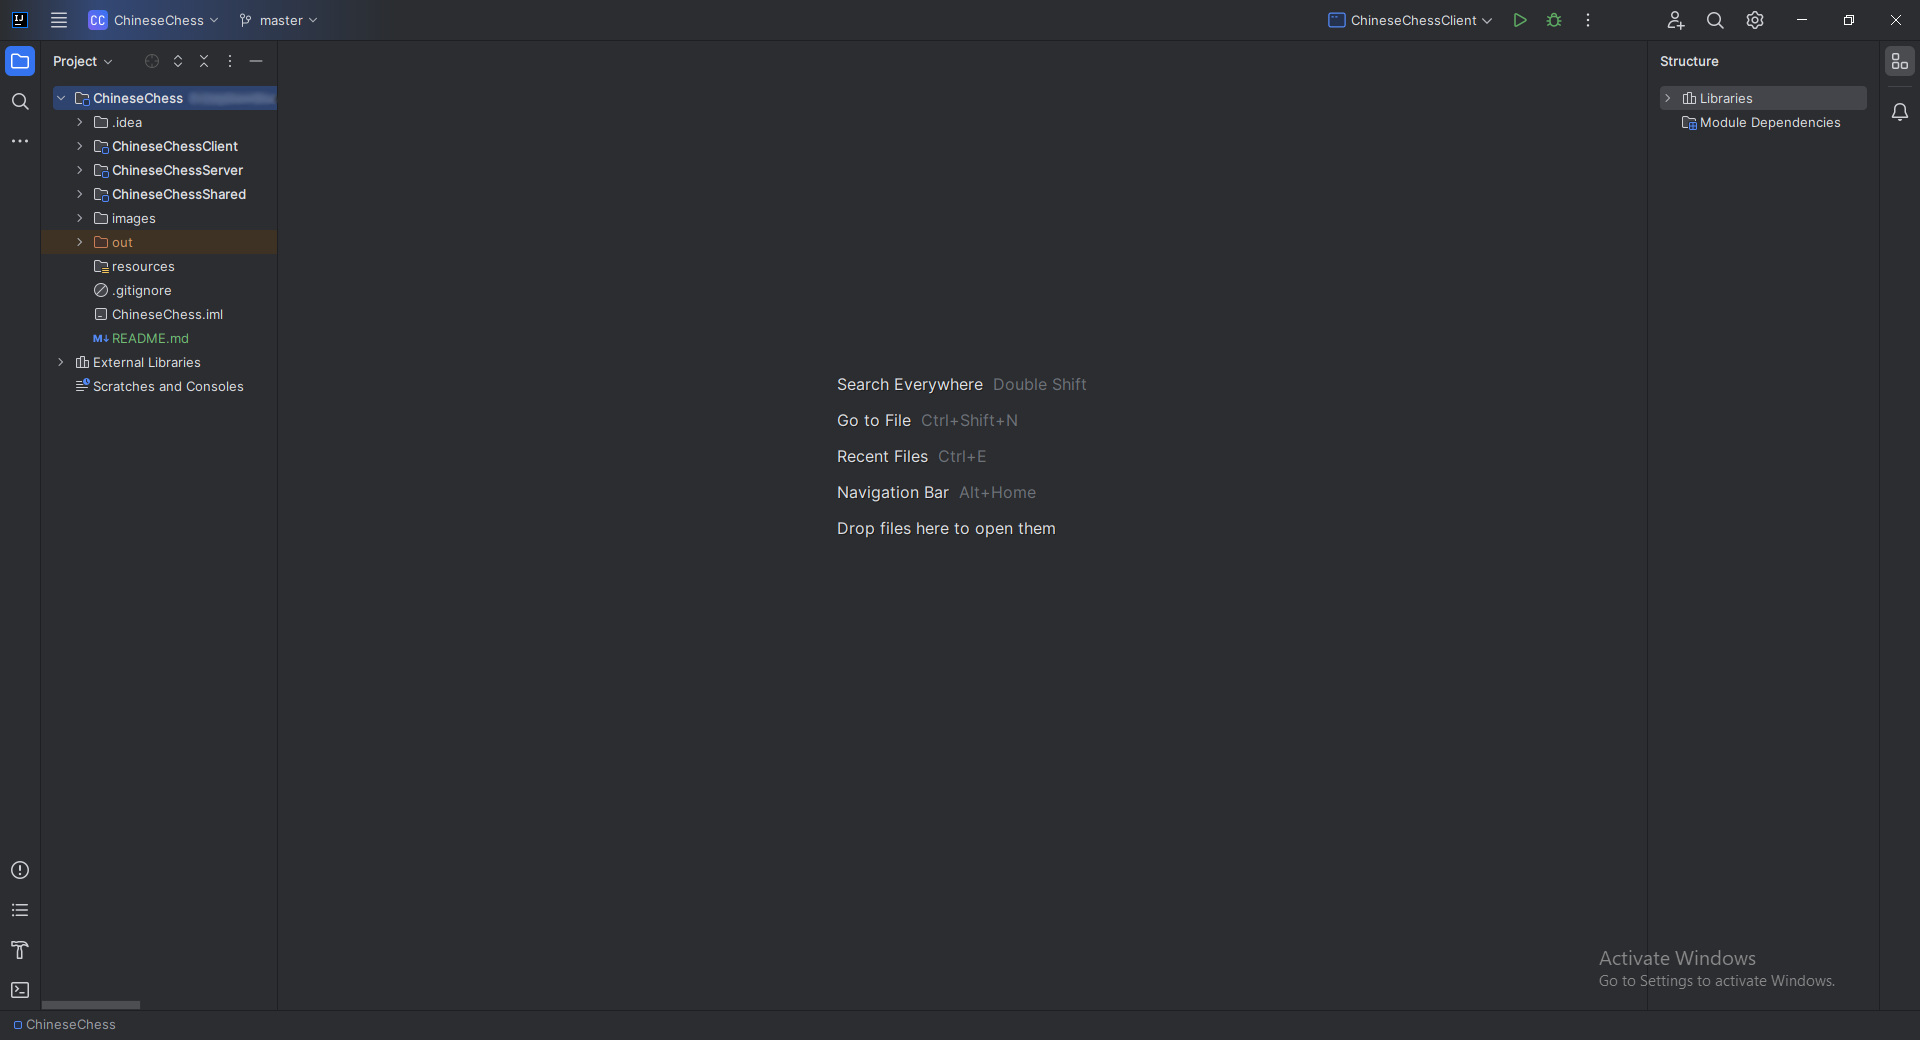 CC ChineseChess master ChineseChessClient
Project
ChineseChess
.idea
ChineseChessClient
ChineseChessServer
ChineseChessShared
images
out
resources
.gitignore
ChineseChess.iml
M↓ README.md
External Libraries
Scratches and Consoles
Search Everywhere Double Shift
Go to File Ctrl+Shift+N
Recent Files Ctrl+E
Navigation Bar Alt+Home
Drop files here to open them
Structure
Libraries
Module Dependencies
Activate Windows
Go to Settings to activate Windows.
ChineseChess